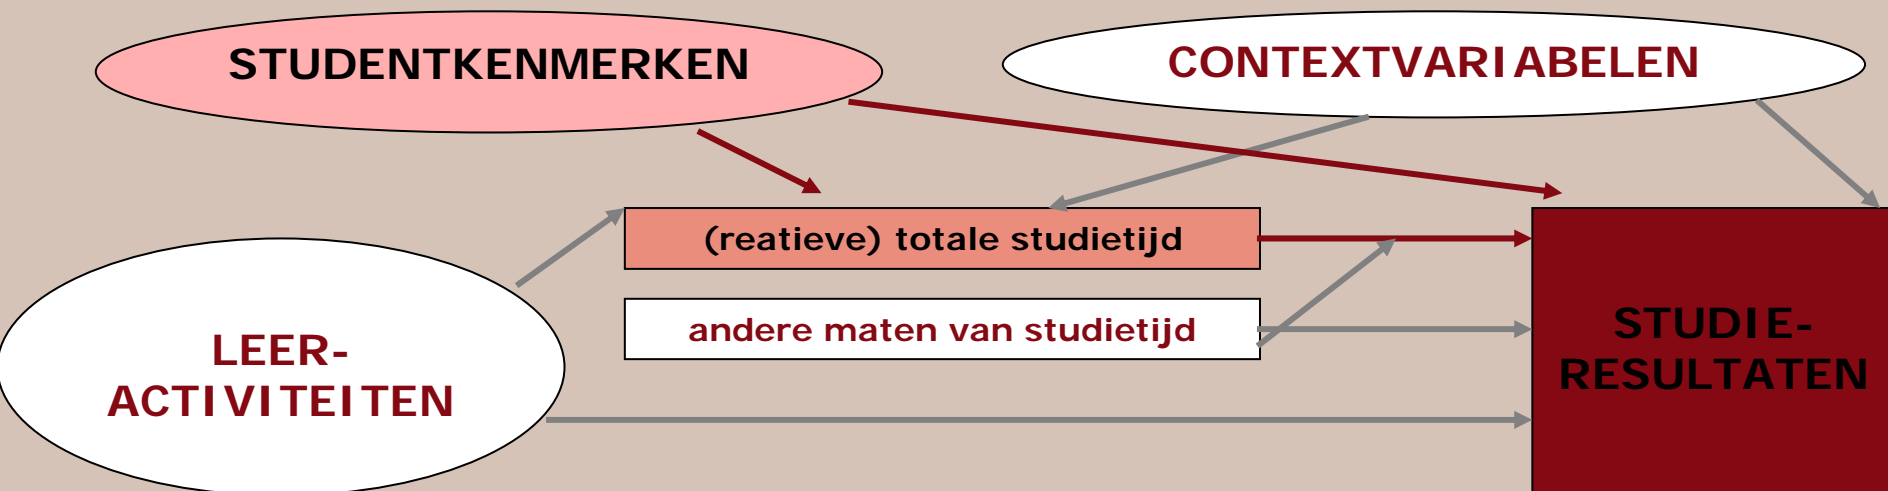 STUDENTKENMERKEN
CONTEXTVARIABELEN
(reatieve) totale studietijd
andere maten van studietijd
LEER-
ACTIVITEITEN
STUDIE-
RESULTATEN